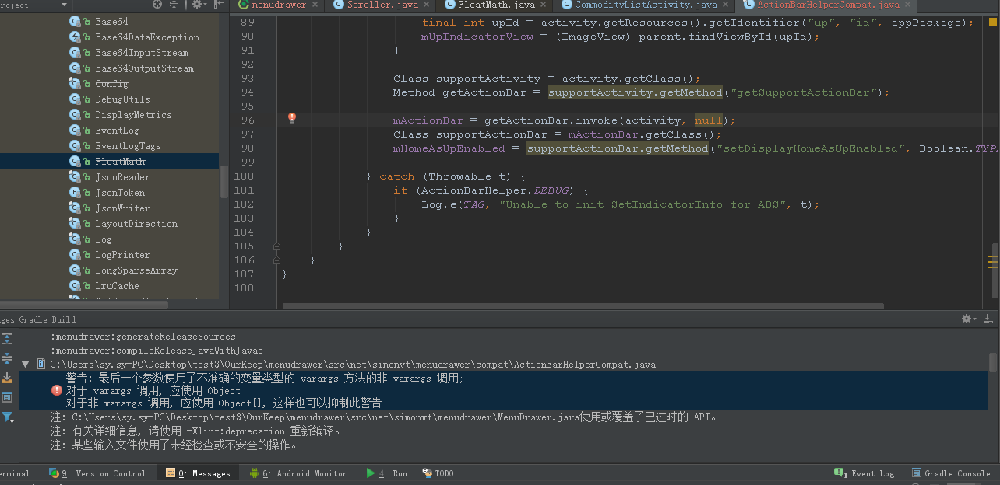 roject
menudrawer Scroller.java FloatMath.java CommodityListActivity.java ActionBarHelperCompat.java
Base64
Base64DataException
Base64InputStream
Base64OutputStream
Config
DebugUtils
DisplayMetrics
EventLog
EventLogTags
FloatMath
JsonReader
JsonToken
JsonWriter
LayoutDirection
Log
LogPrinter
LongSparseArray
LruCache
89 final int upId = activity.getResources().getIdentifier("up", "id", appPackage);
90 mUpIndicatorView = (ImageView) parent.findViewById(upId);
91 }
92
93 Class supportActivity = activity.getClass();
94 Method getActionBar = supportActivity.getMethod("getSupportActionBar");
95
96 mActionBar = getActionBar.invoke(activity, null);
97 Class supportActionBar = mActionBar.getClass();
98 mHomeAsUpEnabled = supportActionBar.getMethod("setDisplayHomeAsUpEnabled", Boolean.TYPE
99
100 } catch (Throwable t) {
101 if (ActionBarHelper.DEBUG) {
102 Log.e(TAG, "Unable to init SetIndicatorInfo for ABS", t);
103 }
104 }
105 }
106 }
107 }
108
ges Gradle Build
:menudrawer:generateReleaseSources
:menudrawer:compileReleaseJavaWithJavac
C:\Users\sy.sy-PC\Desktop\test3\OurKeep\menudrawer\src\net\simonvt\menudrawer\compat\ActionBarHelperCompat.java
警告: 最后一个参数使用了不准确的变量类型的 varargs 方法的非 varargs 调用;
对于 varargs 调用, 应使用 Object
对于非 varargs 调用, 应使用 Object[], 这样也可以抑制此警告
注: C:\Users\sy.sy-PC\Desktop\test3\OurKeep\menudrawer\src\net\simonvt\menudrawer\MenuDrawer.java使用或覆盖了已过时的 API。
注: 有关详细信息, 请使用 -Xlint:deprecation 重新编译。
注: 某些输入文件使用了未经检查或不安全的操作。
erminal 9: Version Control 0: Messages 6: Android Monitor 4: Run TODO 1 Event Log Gradle Console